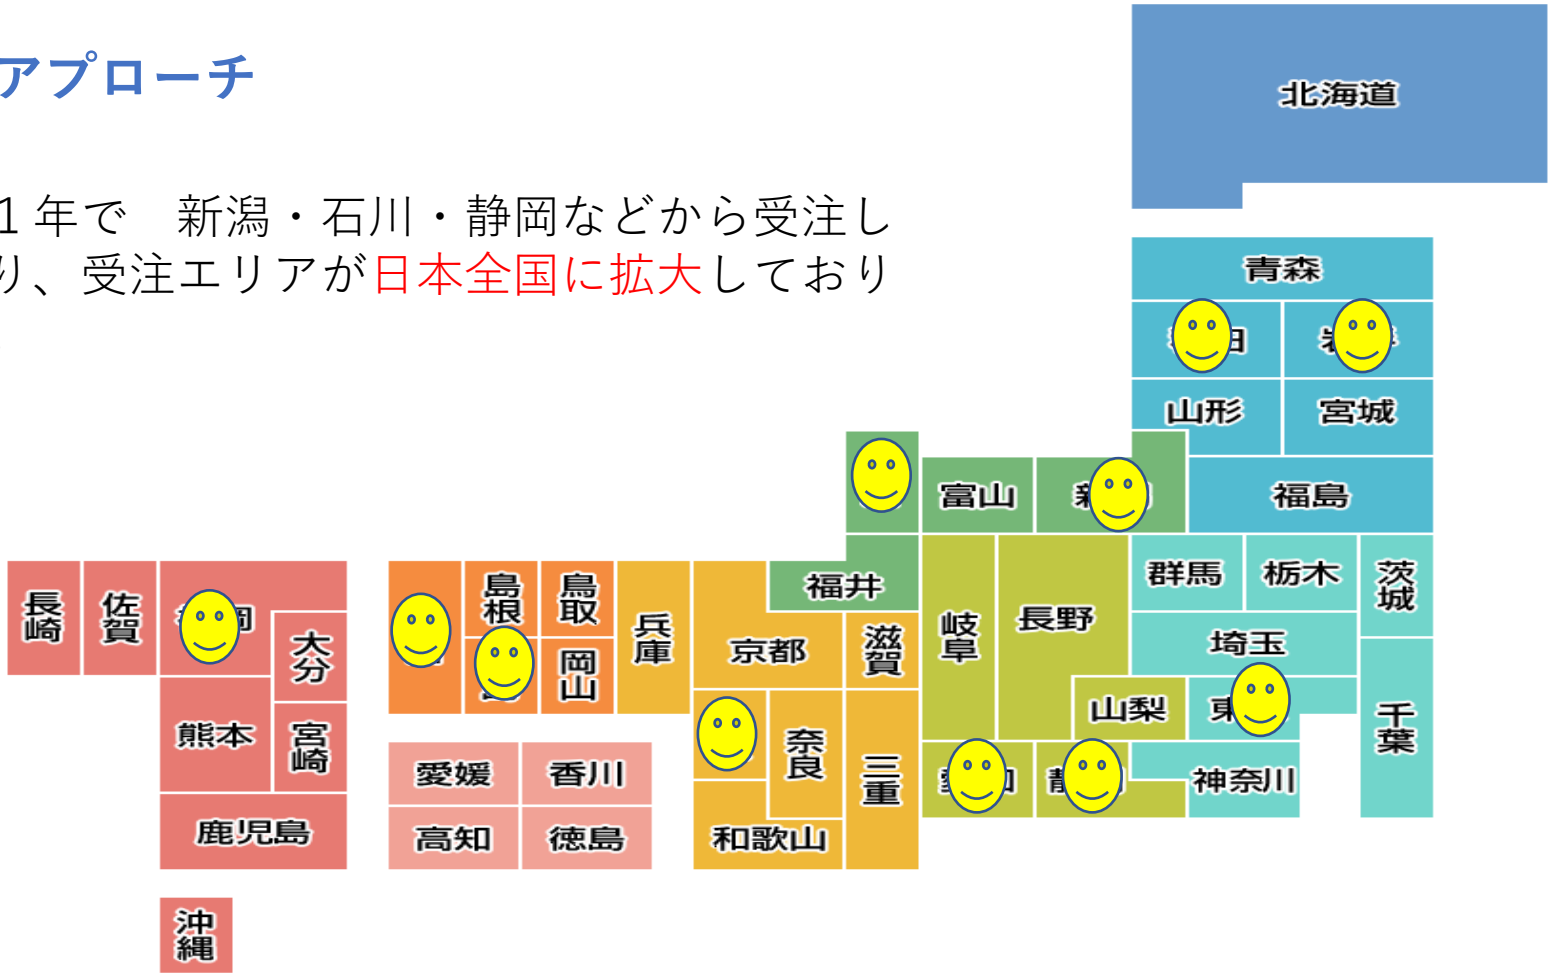 アプローチ
１年で　新潟・石川・静岡などから受注し
り、受注エリアが日本全国に拡大しており
北海道
青森
山形
宮城
富山
福島
福井
群馬
栃木
茨城
長崎
佐賀
大分
島根
鳥取
兵庫
京都
滋賀
岐阜
長野
埼玉
岡山
山梨
千葉
熊本
宮崎
奈良
三重
愛媛
香川
神奈川
鹿児島
高知
徳島
和歌山
沖縄